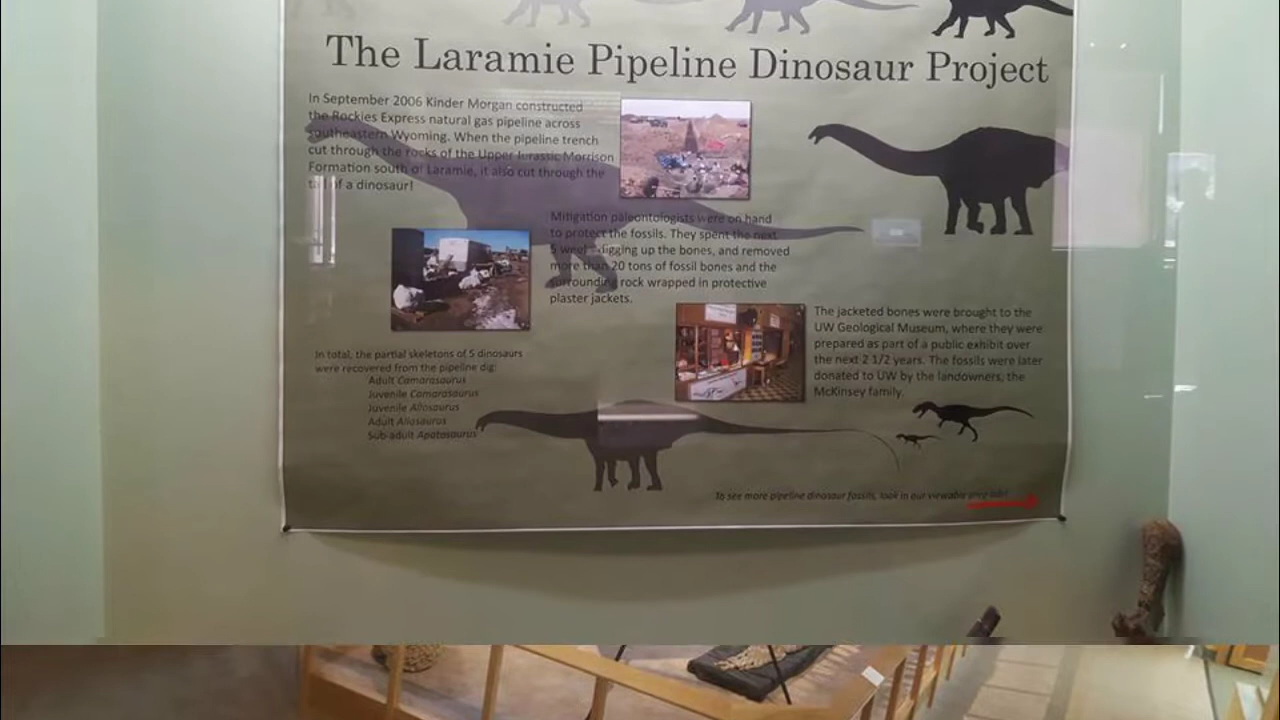 The Laramie Pipeline Dinosaur Project
In September 2006 Kinder Morgan constructed
the Rockies Express natural gas pipeline across
southeastern Wyoming. When the pipeline trench
cut through the rocks of the Upper Jurassic Morrison
Formation south of Laramie, it also cut through the
tail of a dinosaur!
Mitigation paleontologists were on hand
to protect the fossils. They spent the next
5 weeks digging up the bones, and removed
more than 20 tons of fossil bones and the
surrounding rock wrapped in protective
plaster jackets.
The jacketed bones were brought to the
UW Geological Museum, where they were
prepared as part of a public exhibit over
the next 2 1/2 years. The fossils were later
donated to UW by the landowners, the
McKinsey family.
In total, the partial skeletons of 5 dinosaurs
were recovered from the pipeline dig:
Adult Camarasaurus
Juvenile Camarasaurus
Juvenile Allosaurus
Adult Allosaurus
Sub-adult Apatosaurus
To see more pipeline dinosaur fossils, look in our viewable prep lab!